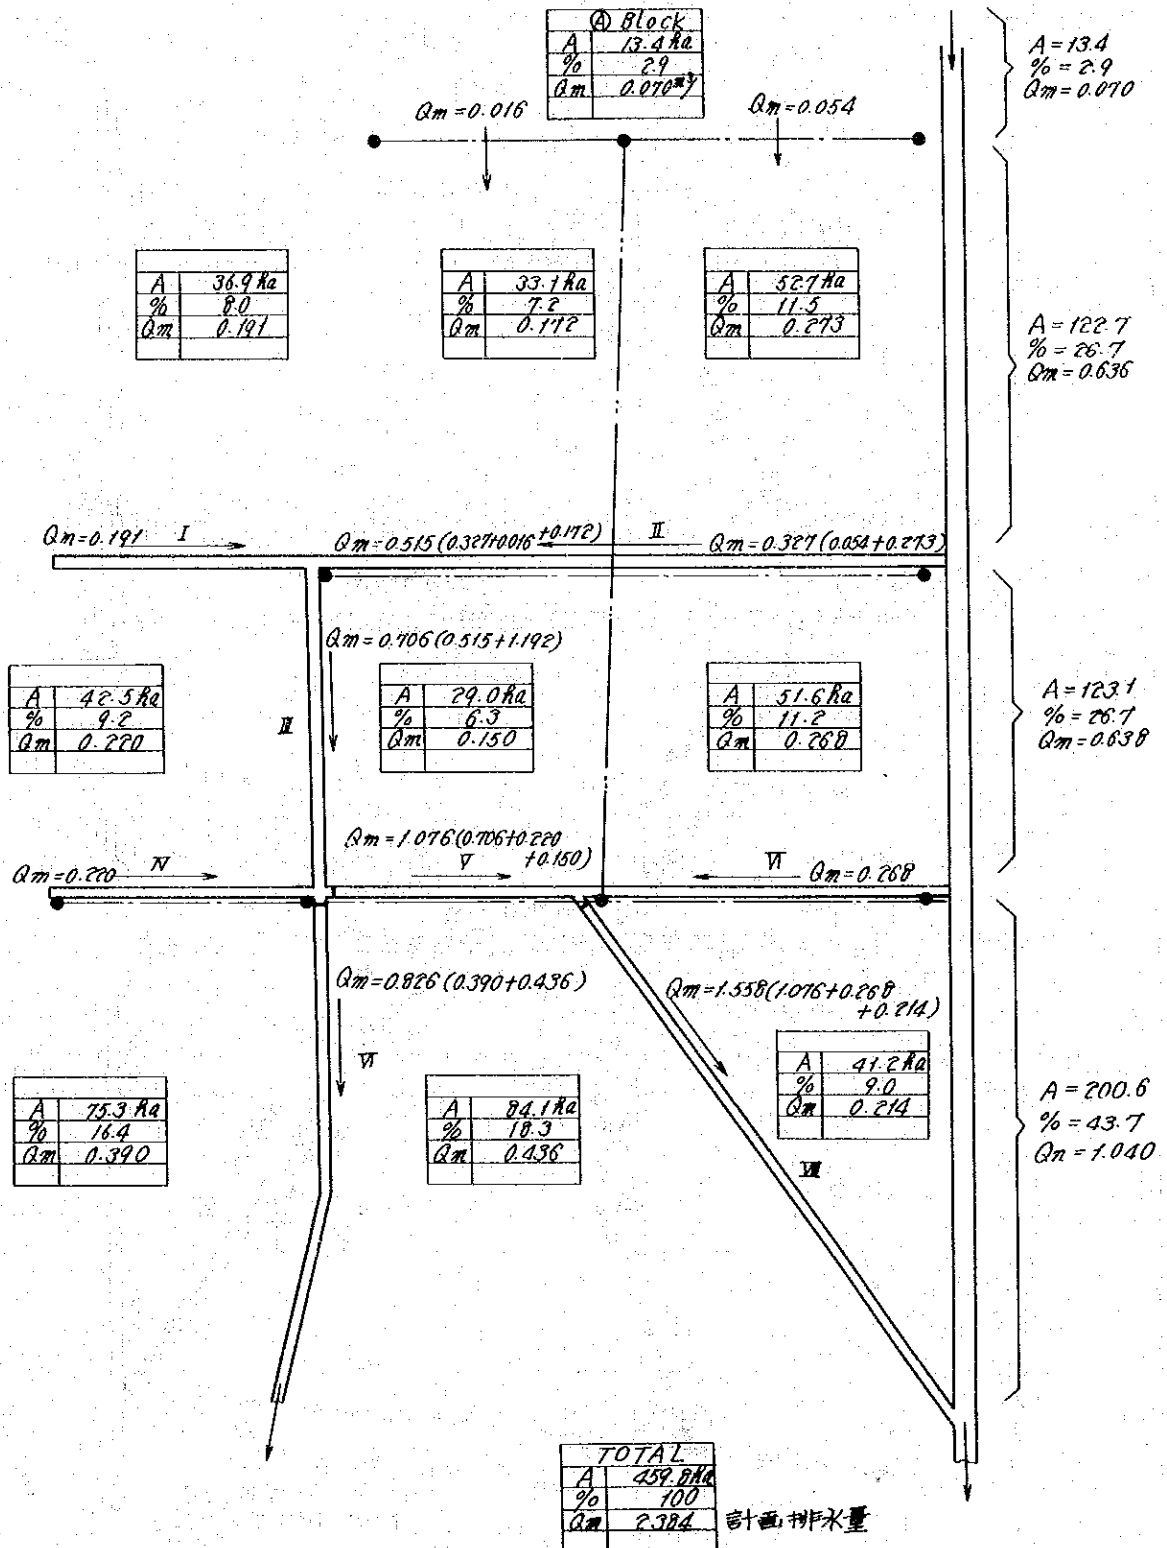 Ⓐ Block
A 13.4 ha
% 2.9
Qm 0.070 m³/
A = 13.4
% = 2.9
Qm = 0.070
Qm = 0.016
Qm = 0.054
A 36.9 ha
% 8.0
Qm 0.191
A 33.1 ha
% 7.2
Qm 0.172
A 52.7 ha
% 11.5
Qm 0.273
A = 122.7
% = 26.7
Qm = 0.636
Qm = 0.191 I
Qm = 0.515 (0.327+0.016+0.172) II
Qm = 0.327 (0.054+0.273)
Qm = 0.706 (0.515+1.192)
A 42.5 ha
% 9.2
Qm 0.220
III
A 29.0 ha
% 6.3
Qm 0.150
A 51.6 ha
% 11.2
Qm 0.268
A = 123.1
% = 26.7
Qm = 0.638
Qm = 0.220 IV
Qm = 1.076 (0.706+0.220
V +0.150)
VI Qm = 0.268
Qm = 0.826 (0.390+0.436)
VI
Qm = 1.558 (1.076+0.268
+0.214)
A 75.3 ha
% 16.4
Qm 0.390
A 84.1 ha
% 18.3
Qm 0.436
A 41.2 ha
% 9.0
Qm 0.214
A = 200.6
% = 43.7
Qn = 1.040
TOTAL
A 459.8 ha
% 100
Qm 2.384
計画排水量